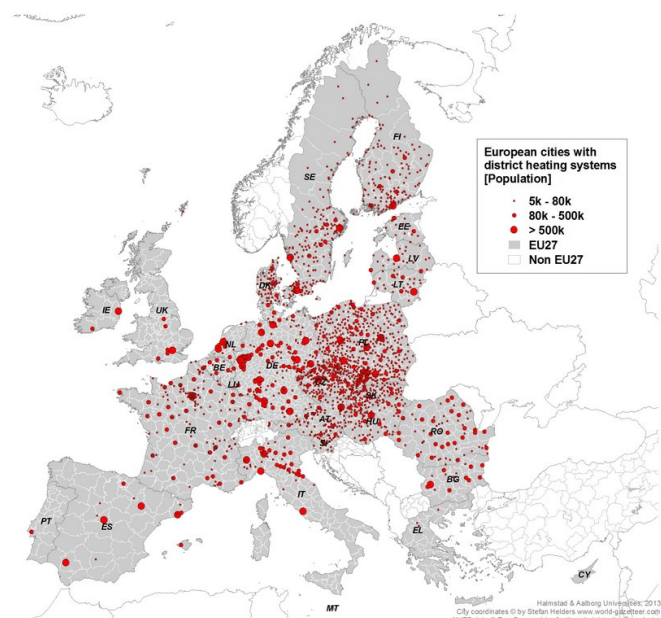 European cities with
district heating systems
[Population]
5k - 80k
80k - 500k
> 500k
EU27
Non EU27
FI
SE
EE
LV
LT
DK
IE
UK
NL
BE
DE
LU
CZ
SK
AT
HU
SI
FR
RO
BG
IT
PT
ES
EL
CY
MT
Halmstad & Aalborg Universities, 2013
City coordinates © by Stefan Helders www.world-gazetteer.com